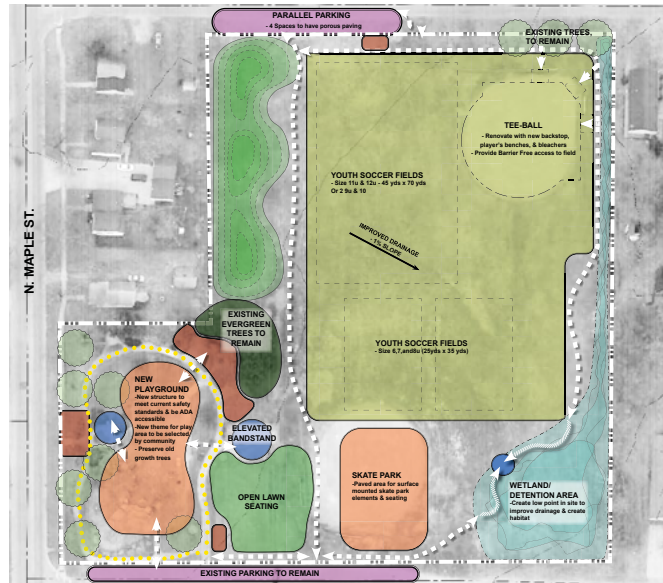 PARALLEL PARKING
- 4 Spaces to have porous paving
EXISTING TREES,
TO REMAIN
TEE-BALL
- Renovate with new backstop,
player's benches, & bleachers
- Provide Barrier Free access to field
YOUTH SOCCER FIELDS
- Size 11u & 12u - 45 yds x 70 yds
Or 2 9u & 10
IMPROVED DRAINAGE
- 1% SLOPE
N. MAPLE ST.
EXISTING
EVERGREEN
TREES TO
REMAIN
YOUTH SOCCER FIELDS
- Size 6,7,and8u (25yds x 35 yds)
NEW
PLAYGROUND
-New structure to
meet current safety
standards & be ADA
accessible
-New theme for play
area to be selected
by community
- Preserve old
growth trees
ELEVATED
BANDSTAND
OPEN LAWN
SEATING
SKATE PARK
- Paved area for surface
mounted skate park
elements & seating
WETLAND/
DETENTION AREA
-Create low point in site to
improve drainage & create
habitat
EXISTING PARKING TO REMAIN